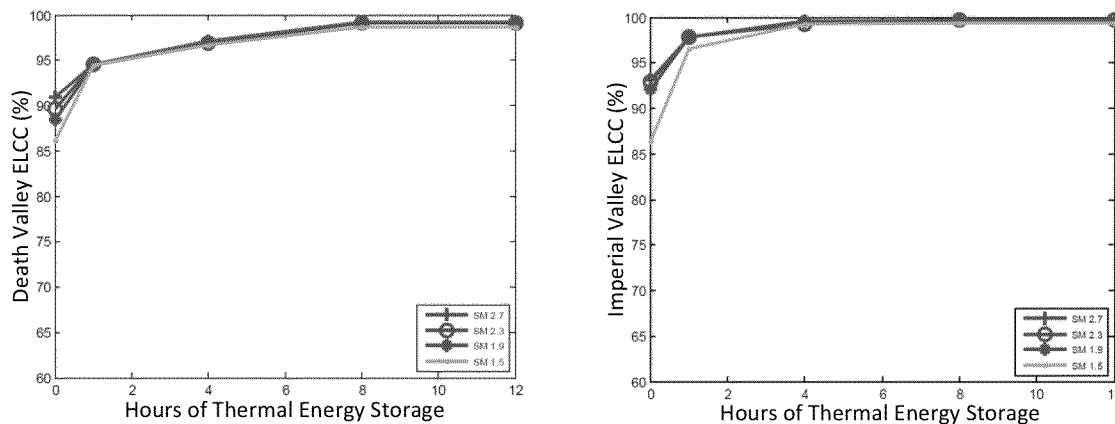 100
95
90
85
80
75
70
65
60
Death Valley ELCC (%)
SM 2.7
SM 2.3
SM 1.9
SM 1.5
0 2 4 6 8 10 12
Hours of Thermal Energy Storage
100
95
90
85
80
75
70
65
60
Imperial Valley ELCC (%)
SM 2.7
SM 2.3
SM 1.9
SM 1.5
0 2 4 6 8 10 1
Hours of Thermal Energy Storage